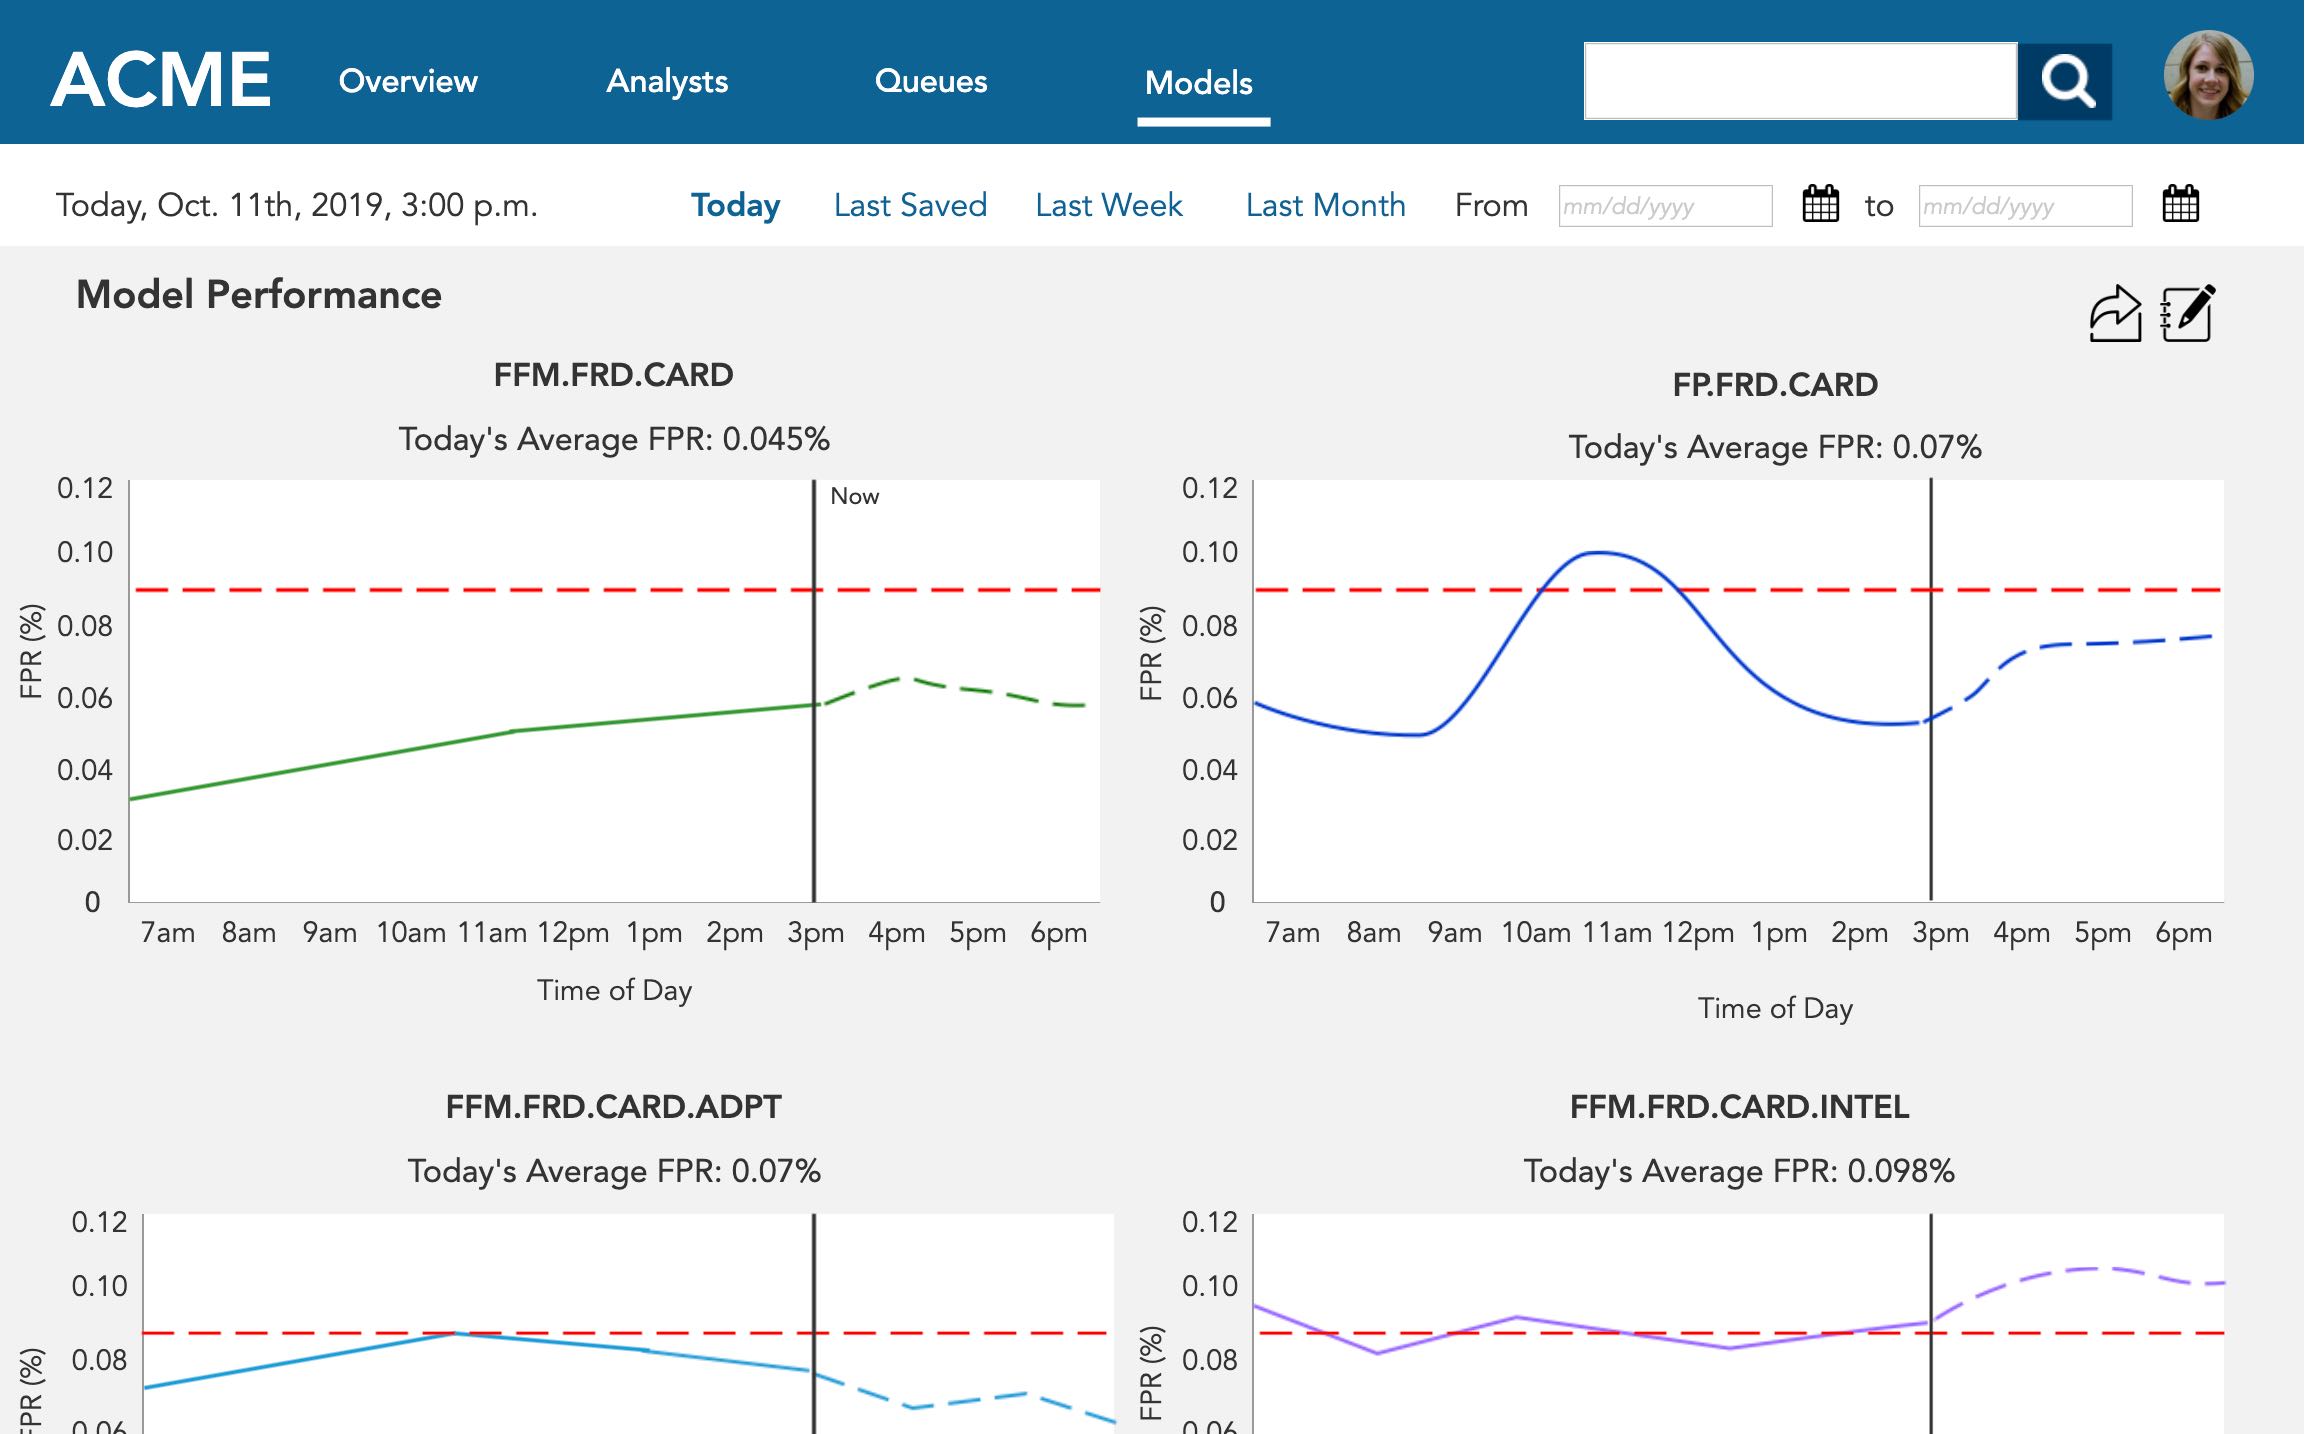 ACME Overview Analysts Queues Models
Today, Oct. 11th, 2019, 3:00 p.m. Today Last Saved Last Week Last Month From mm/dd/yyyy to mm/dd/yyyy
Model Performance
FFM.FRD.CARD
Today's Average FPR: 0.045%
Now
0.12
0.10
0.08
0.06
0.04
0.02
0
FPR (%)
7am 8am 9am 10am 11am 12pm 1pm 2pm 3pm 4pm 5pm 6pm
Time of Day
FP.FRD.CARD
Today's Average FPR: 0.07%
0.12
0.10
0.08
0.06
0.04
0.02
0
FPR (%)
7am 8am 9am 10am 11am 12pm 1pm 2pm 3pm 4pm 5pm 6pm
Time of Day
FFM.FRD.CARD.ADPT
Today's Average FPR: 0.07%
0.12
0.10
0.08
0.06
FPR (%)
FFM.FRD.CARD.INTEL
Today's Average FPR: 0.098%
0.12
0.10
0.08
0.06
FPR (%)